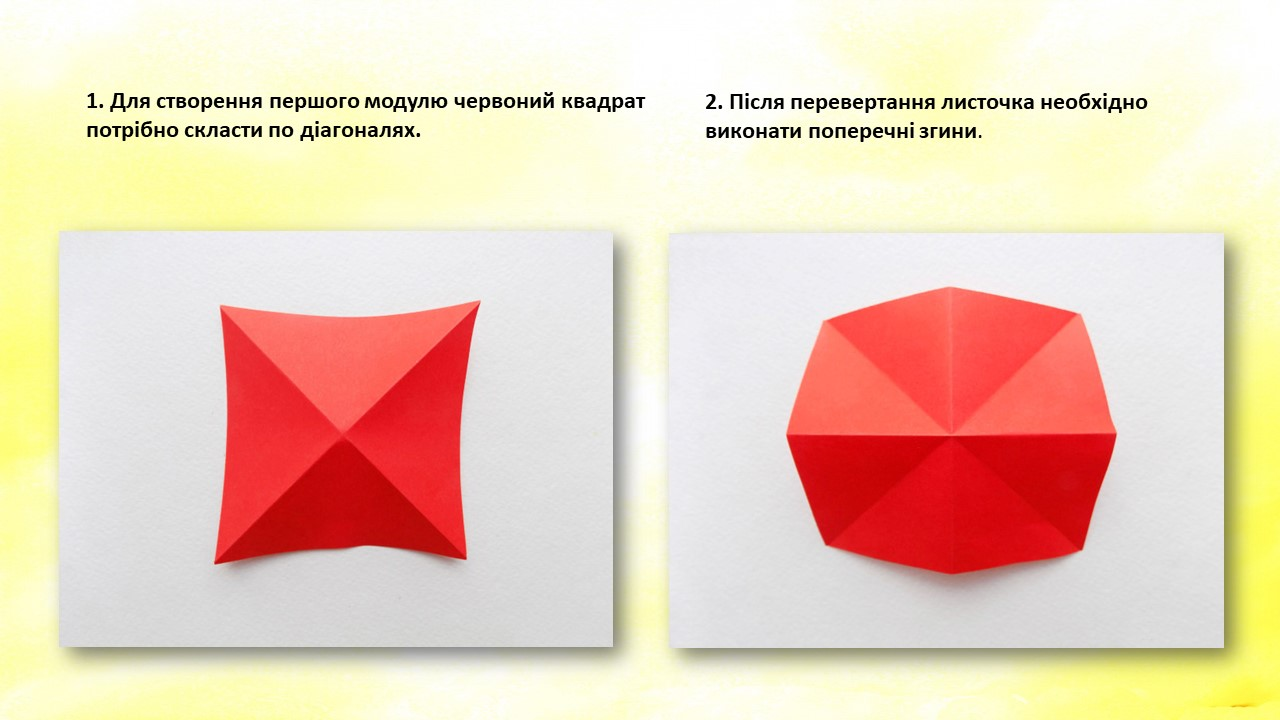 1. Для створення першого модулю червоний квадрат
потрібно скласти по діагоналях.
2. Після перевертання листочка необхідно
виконати поперечні згини.